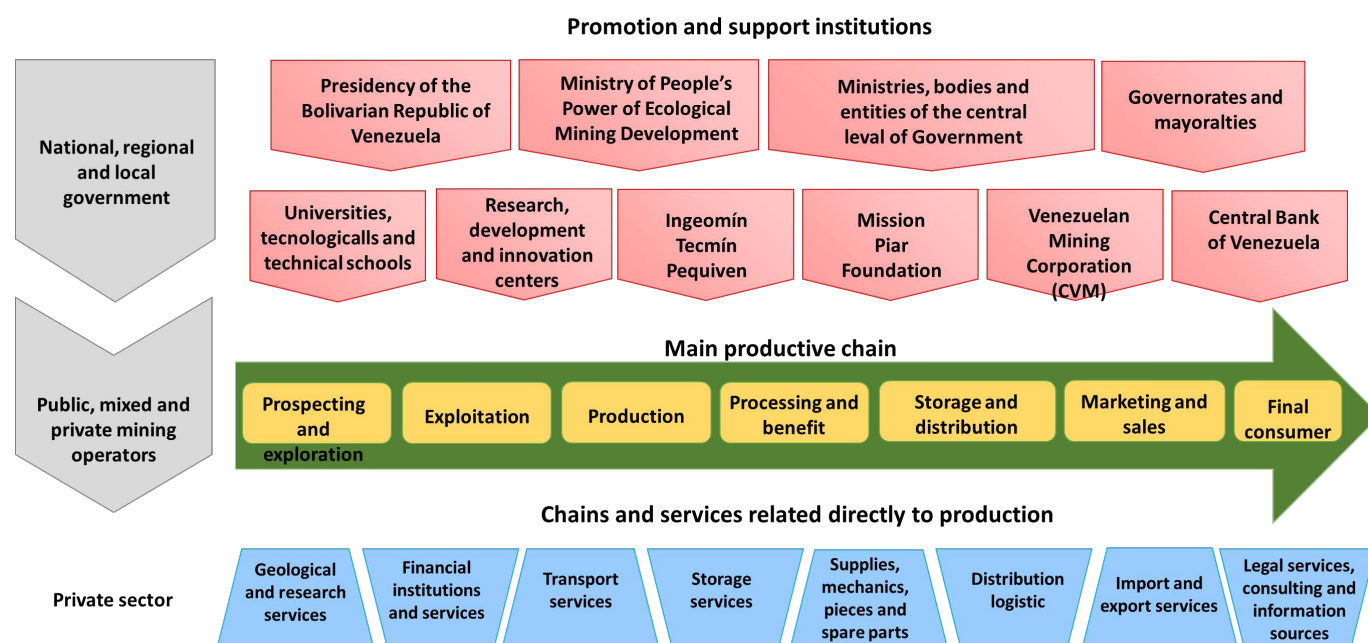 Promotion and support institutions
National, regional
and local
government
Presidency of the
Bolivarian Republic of
Venezuela
Ministry of People's
Power of Ecological
Mining Development
Ministries, bodies and
entities of the central
leval of Government
Governorates and
mayoralties
Universities,
tecnologicalls and
technical schools
Research,
development
and innovation
centers
Ingeomín
Tecmín
Pequiven
Mission
Piar
Foundation
Venezuelan
Mining
Corporation
(CVM)
Central Bank
of Venezuela
Public, mixed and
private mining
operators
Main productive chain
Prospecting
and
exploration
Exploitation
Production
Processing and
benefit
Storage and
distribution
Marketing and
sales
Final
consumer
Chains and services related directly to production
Private sector
Geological
and research
services
Financial
institutions
and services
Transport
services
Storage
services
Supplies,
mechanics,
pieces and
spare parts
Distribution
logistic
Import and
export services
Legal services,
consulting and
information
sources